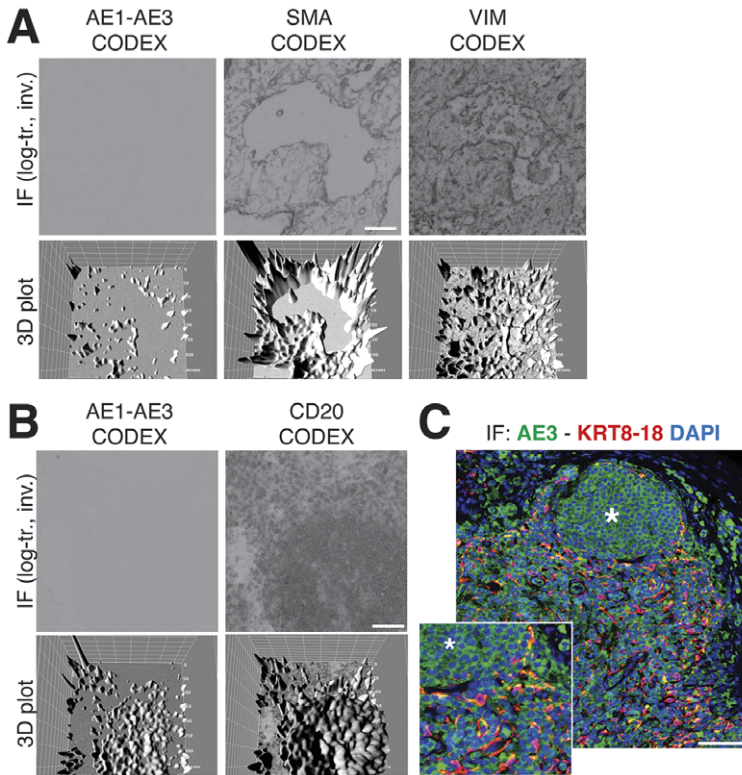 A
AE1-AE3 CODEX
SMA CODEX
VIM CODEX
IF (log-tr., inv.)
3D plot
B
AE1-AE3 CODEX
CD20 CODEX
IF (log-tr., inv.)
3D plot
C
IF: AE3 - KRT8-18 DAPI
*
*